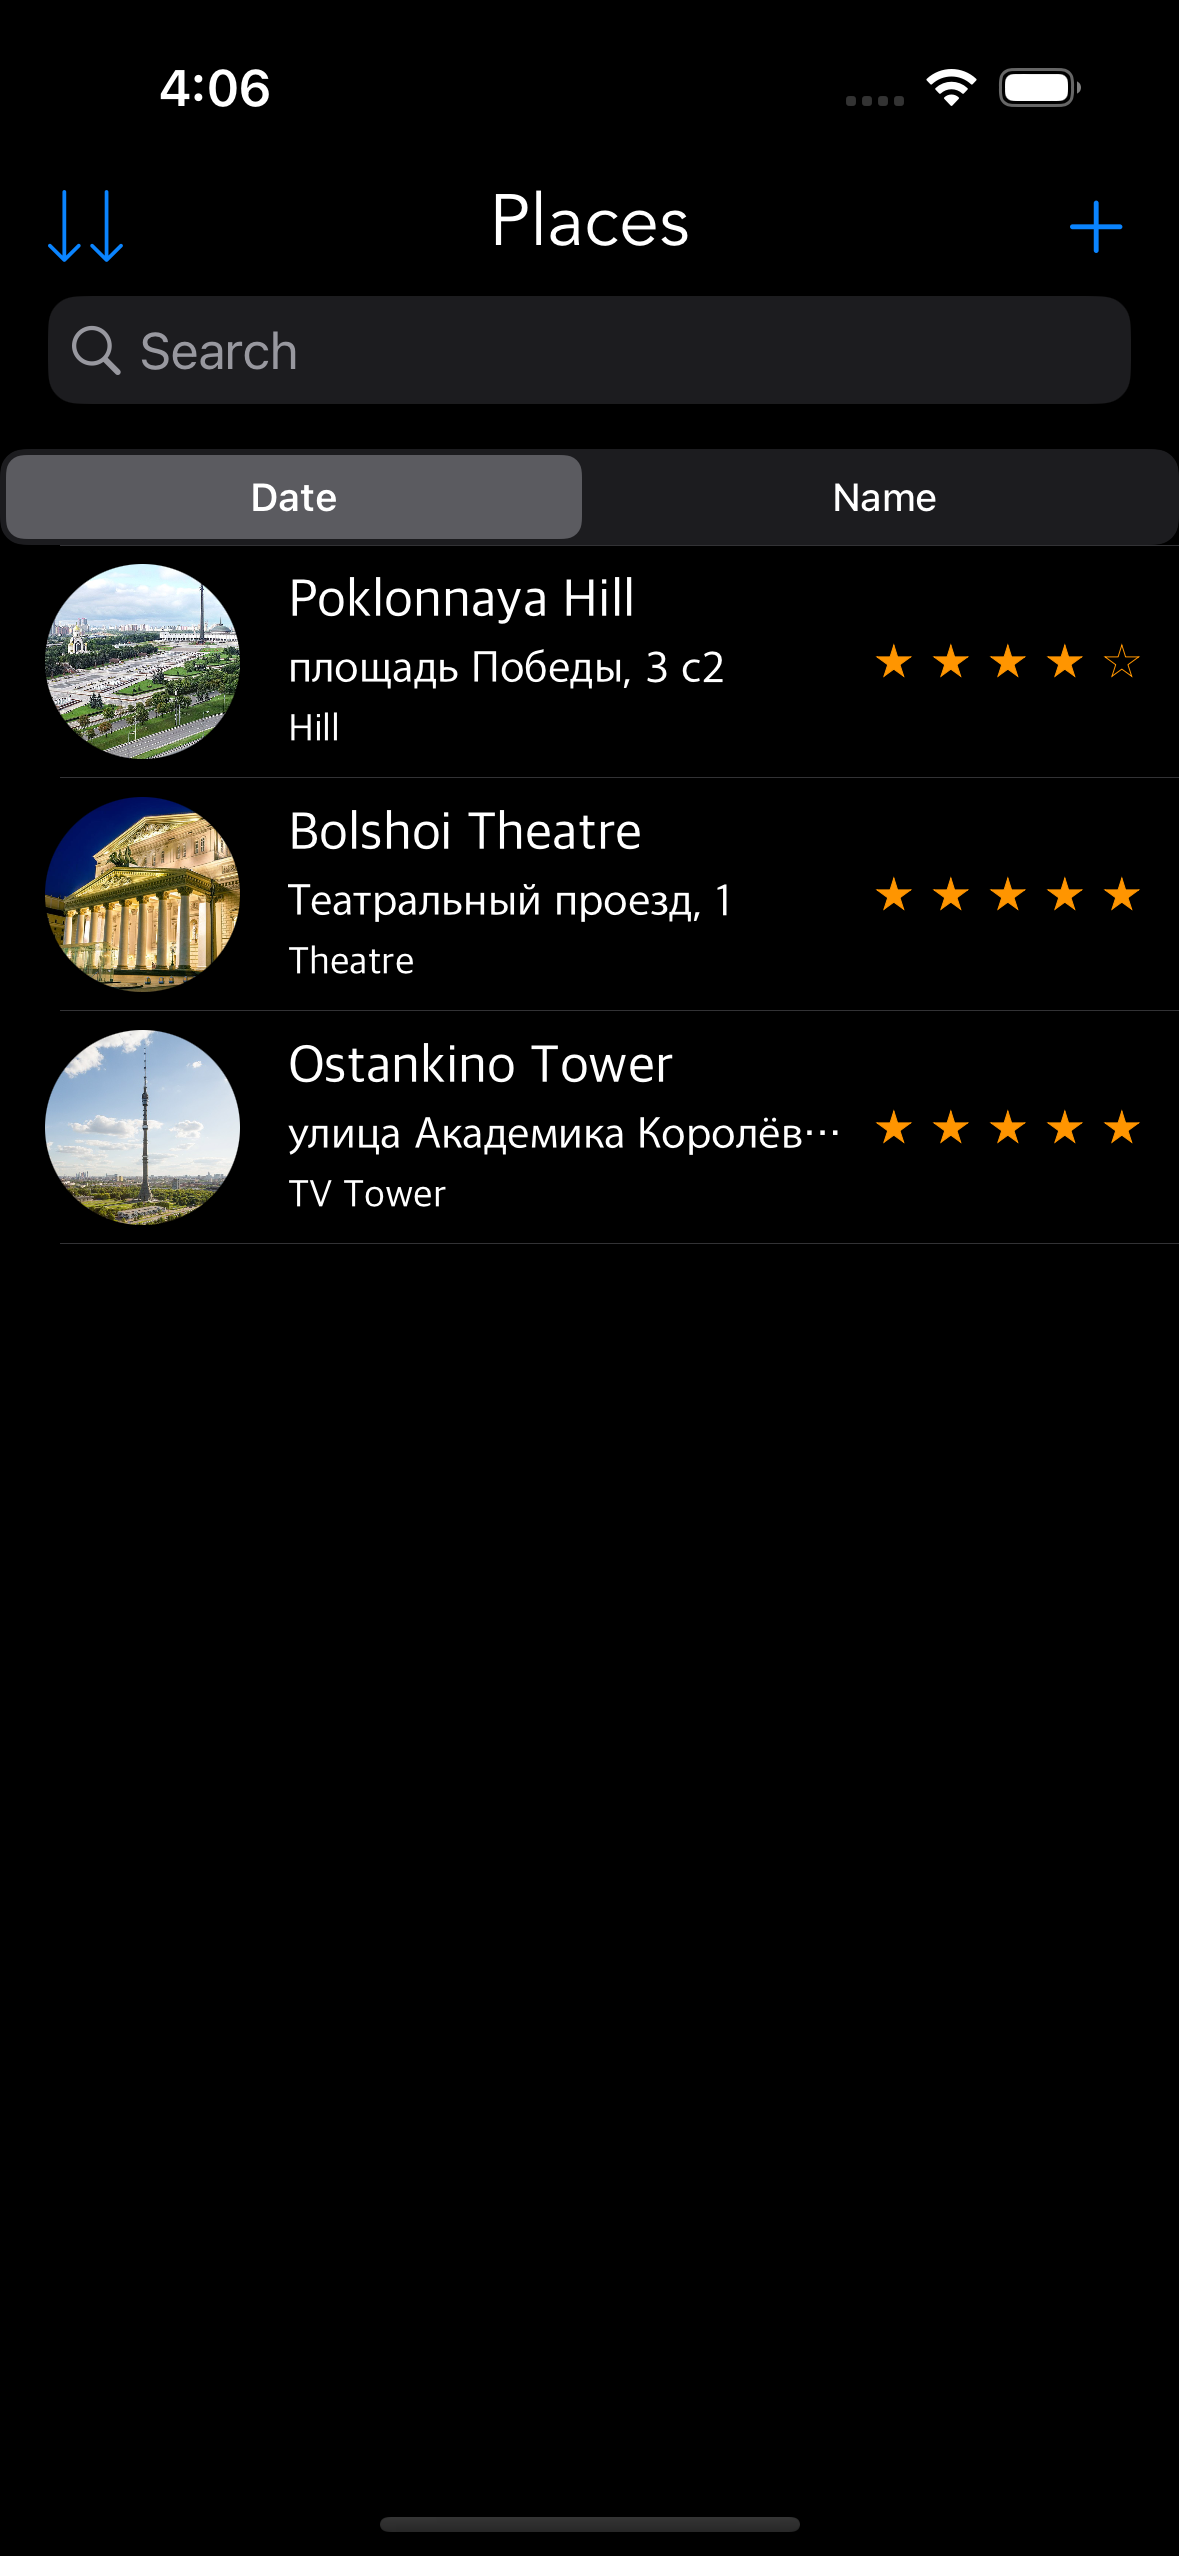 4:06
Places
Search
Date
Name
Poklonnaya Hill
площадь Победы, 3 с2
Hill
★ ★ ★ ★ ☆
Bolshoi Theatre
Театральный проезд, 1
Theatre
★ ★ ★ ★ ★
Ostankino Tower
улица Академика Королёв…
TV Tower
★ ★ ★ ★ ★